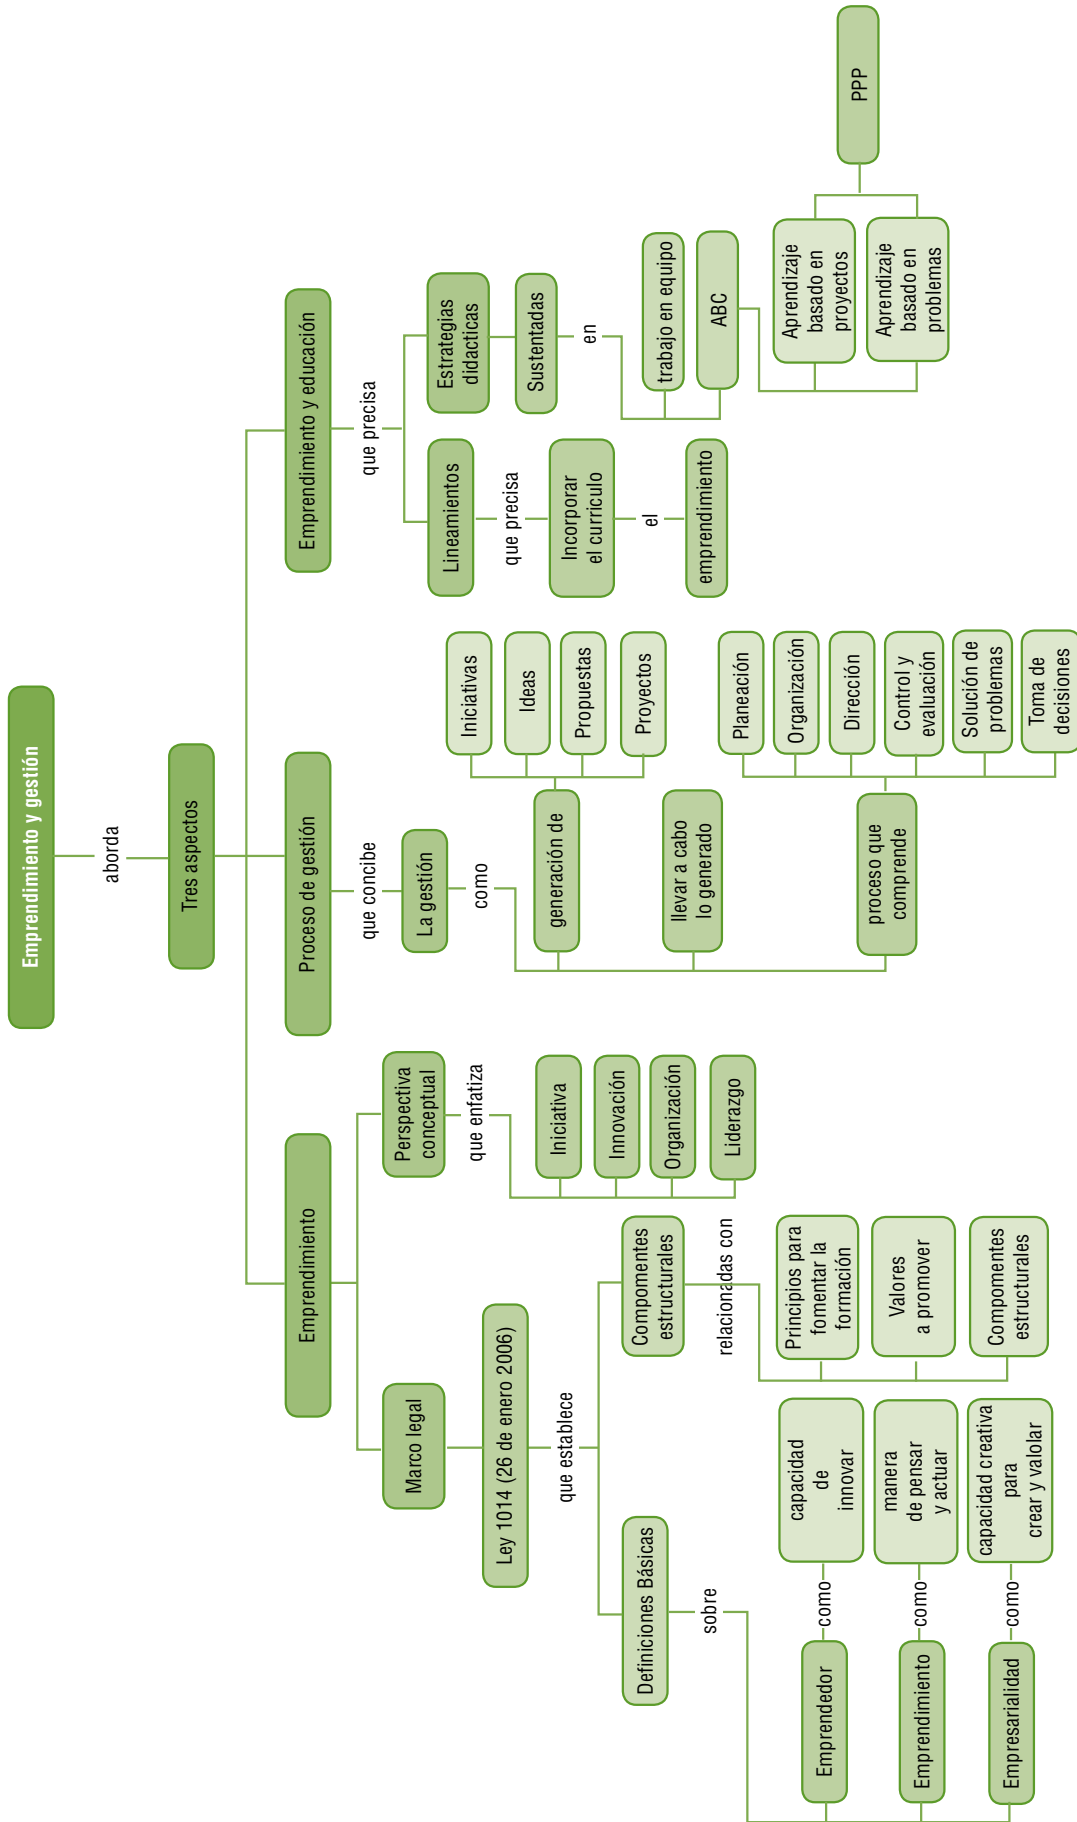 Emprendimiento y gestión
aborda
Tres aspectos
Emprendimiento
Marco legal
Ley 1014 (26 de enero 2006)
que establece
Definiciones Básicas
sobre
Emprendedor
como
capacidad
de
innovar
Emprendimiento
como
manera
de pensar
y actuar
Empresarialidad
como
capacidad creativa
para
crear y valolar
Compomentes
estructurales
relacionadas con
Principios para
fomentar la
formación
Valores
a promover
Compomentes
estructurales
Perspectiva
conceptual
que enfatiza
Iniciativa
Innovación
Organización
Liderazgo
Proceso de gestión
que concibe
La gestión
como
generación de
Iniciativas
Ideas
Propuestas
Proyectos
llevar a cabo
lo generado
proceso que
comprende
Planeación
Organización
Dirección
Control y
evaluación
Solución de
problemas
Toma de
decisiones
Emprendimiento y educación
que precisa
Lineamientos
que precisa
Incorporar
el curriculo
el
emprendimiento
Estrategias
didacticas
Sustentadas
en
trabajo en equipo
ABC
Aprendizaje
basado en
proyectos
Aprendizaje
basado en
problemas
PPP